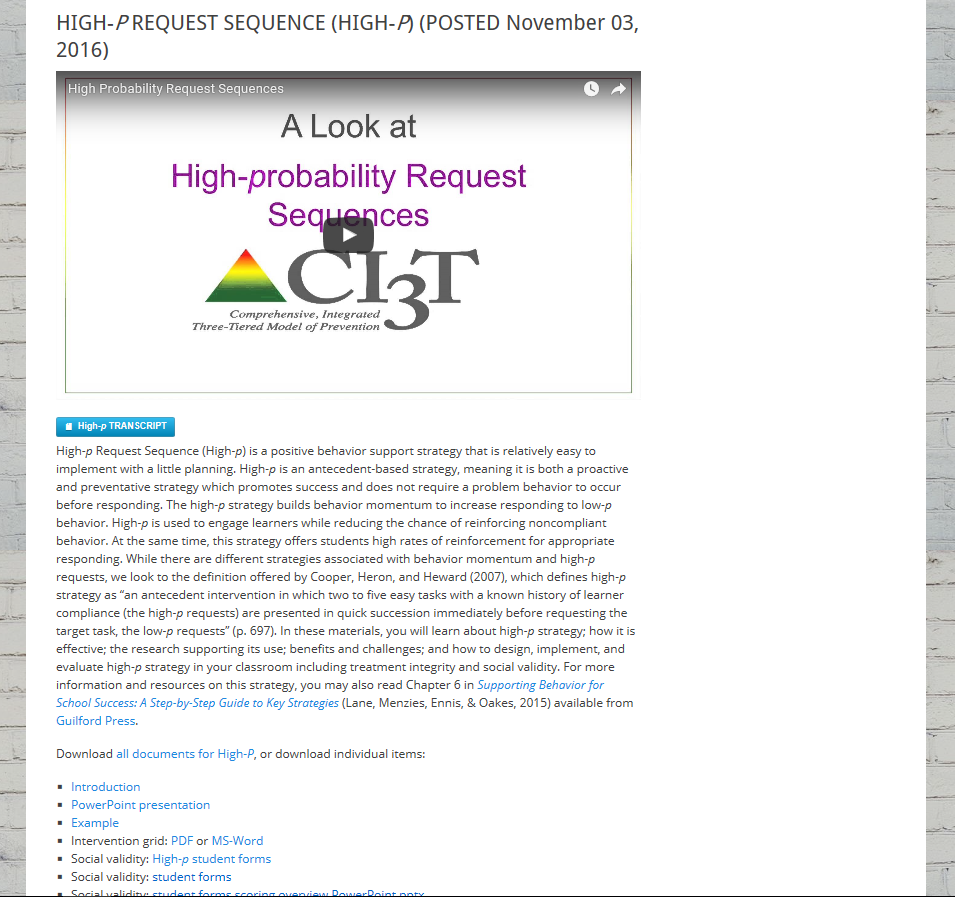 HIGH-P REQUEST SEQUENCE (HIGH-P) (POSTED November 03,
2016)
High Probability Request Sequences
A Look at
High-probability Request
Sequences
CI3T
Comprehensive, Integrated
Three-Tiered Model of Prevention
High-p TRANSCRIPT
High-p Request Sequence (High-p) is a positive behavior support strategy that is relatively easy to
implement with a little planning. High-p is an antecedent-based strategy, meaning it is both a proactive
and preventative strategy which promotes success and does not require a problem behavior to occur
before responding. The high-p strategy builds behavior momentum to increase responding to low-p
behavior. High-p is used to engage learners while reducing the chance of reinforcing noncompliant
behavior. At the same time, this strategy offers students high rates of reinforcement for appropriate
responding. While there are different strategies associated with behavior momentum and high-p
requests, we look to the definition offered by Cooper, Heron, and Heward (2007), which defines high-p
strategy as “an antecedent intervention in which two to five easy tasks with a known history of learner
compliance (the high-p requests) are presented in quick succession immediately before requesting the
target task, the low-p requests” (p. 697). In these materials, you will learn about high-p strategy; how it is
effective; the research supporting its use; benefits and challenges; and how to design, implement, and
evaluate high-p strategy in your classroom including treatment integrity and social validity. For more
information and resources on this strategy, you may also read Chapter 6 in Supporting Behavior for
School Success: A Step-by-Step Guide to Key Strategies (Lane, Menzies, Ennis, & Oakes, 2015) available from
Guilford Press.
Download all documents for High-P, or download individual items:
Introduction
PowerPoint presentation
Example
Intervention grid: PDF or MS-Word
Social validity: High-p student forms
Social validity: student forms
Social validity: student forms scoring overview PowerPoint pptx